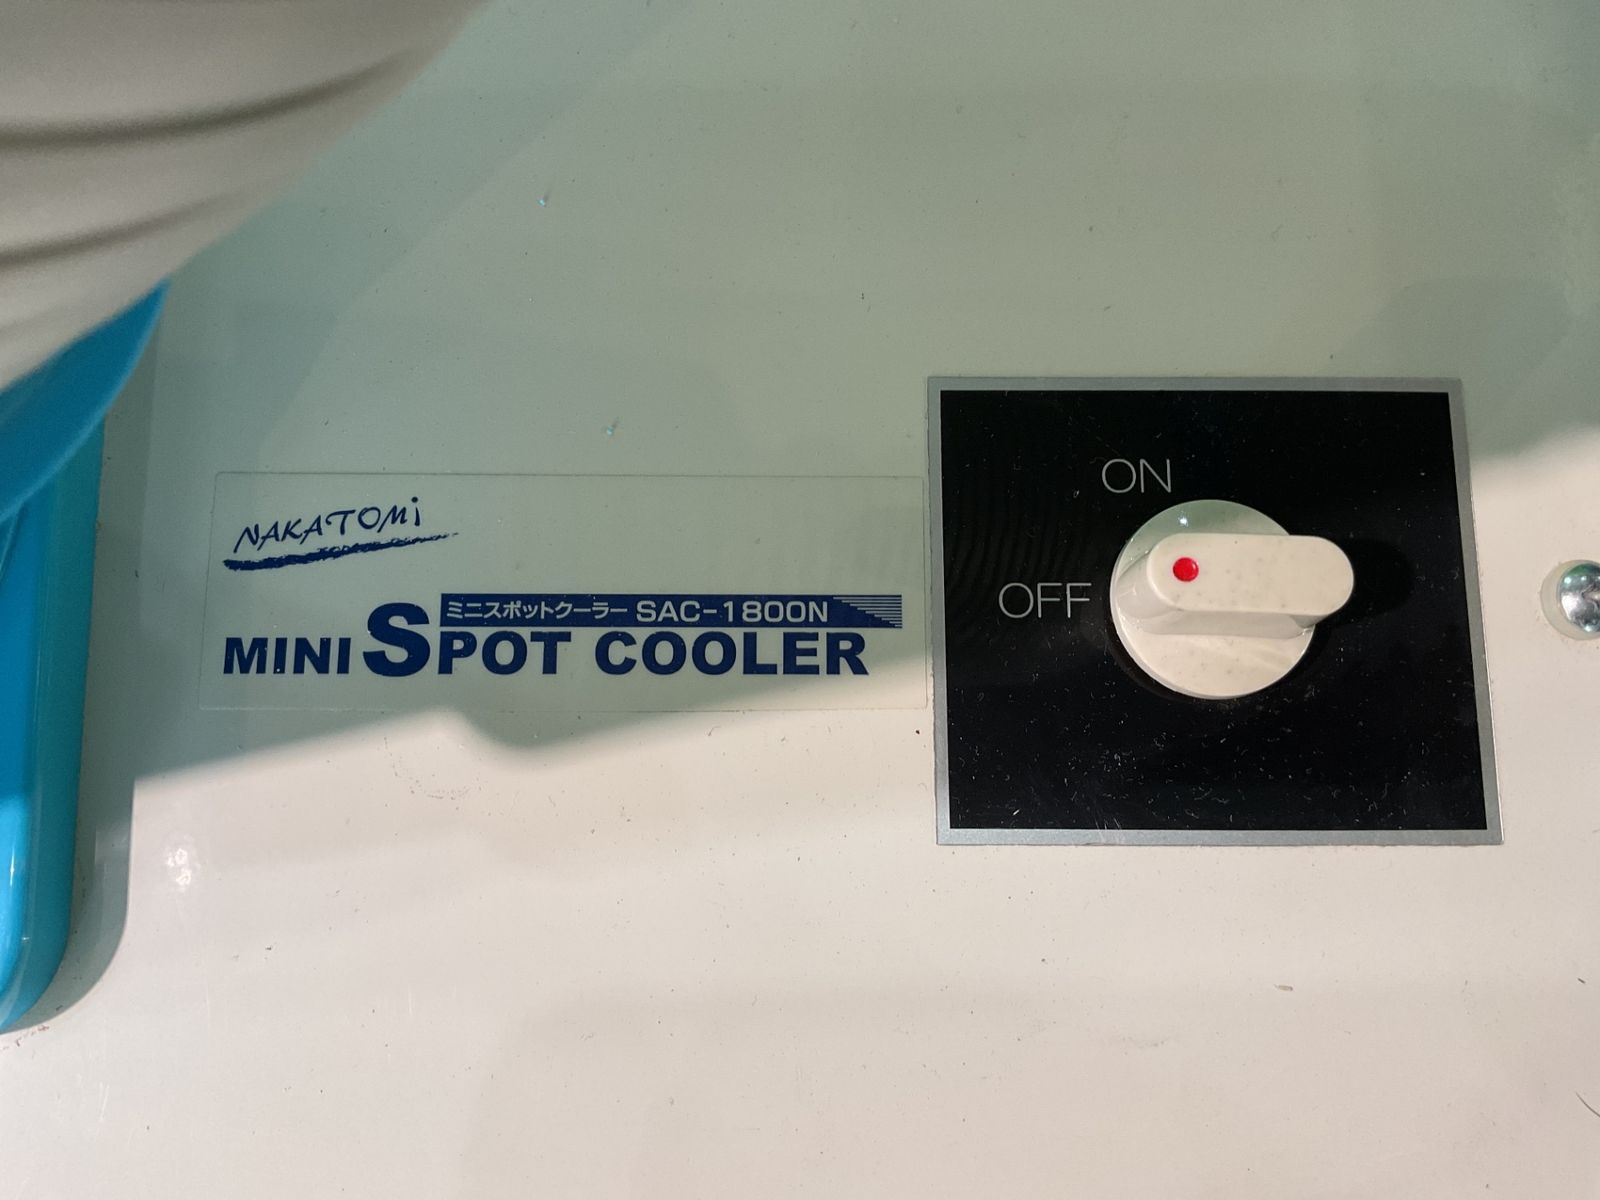 NAKATOMi
ミニスポットクーラー SAC-1800N
MINI SPOT COOLER
ON
OFF